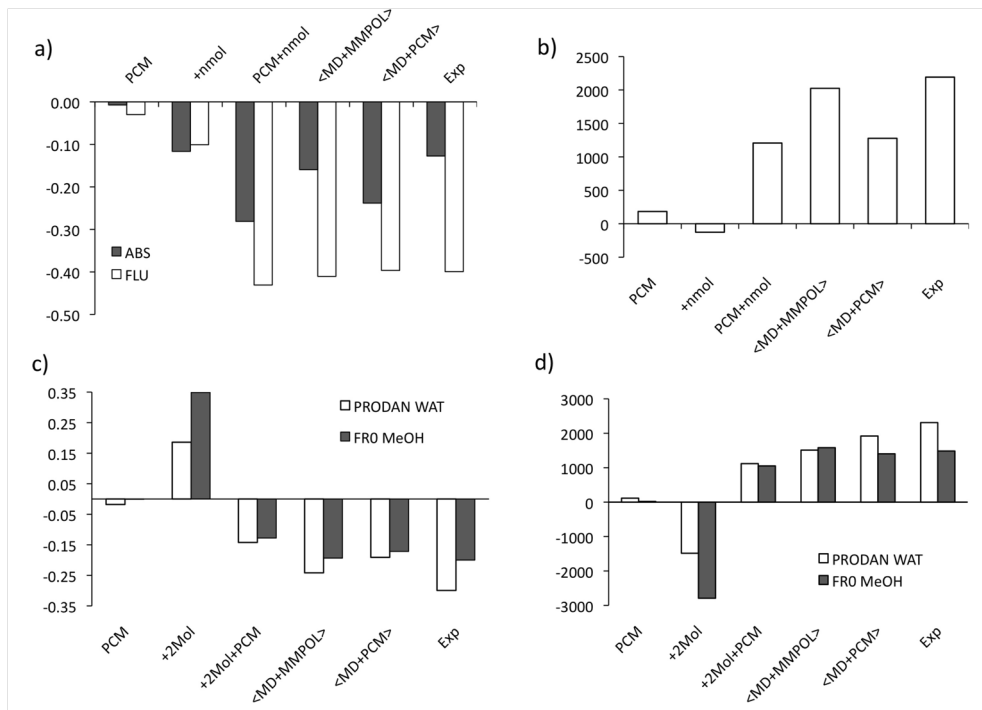 a)
PCM
+nmol
PCM+nmol
<MD+MMPOL>
<MD+PCM>
Exp
0.00
-0.10
-0.20
-0.30
-0.40
-0.50
ABS
FLU
b)
2500
2000
1500
1000
500
0
-500
PCM
+nmol
PCM+nmol
<MD+MMPOL>
<MD+PCM>
Exp
c)
0.35
0.25
0.15
0.05
-0.05
-0.15
-0.25
-0.35
PRODAN WAT
FR0 MeOH
PCM
+2Mol
+2Mol+PCM
<MD+MMPOL>
<MD+PCM>
Exp
d)
3000
2000
1000
0
-1000
-2000
-3000
PRODAN WAT
FR0 MeOH
PCM
+2Mol
+2Mol+PCM
<MD+MMPOL>
<MD+PCM>
Exp